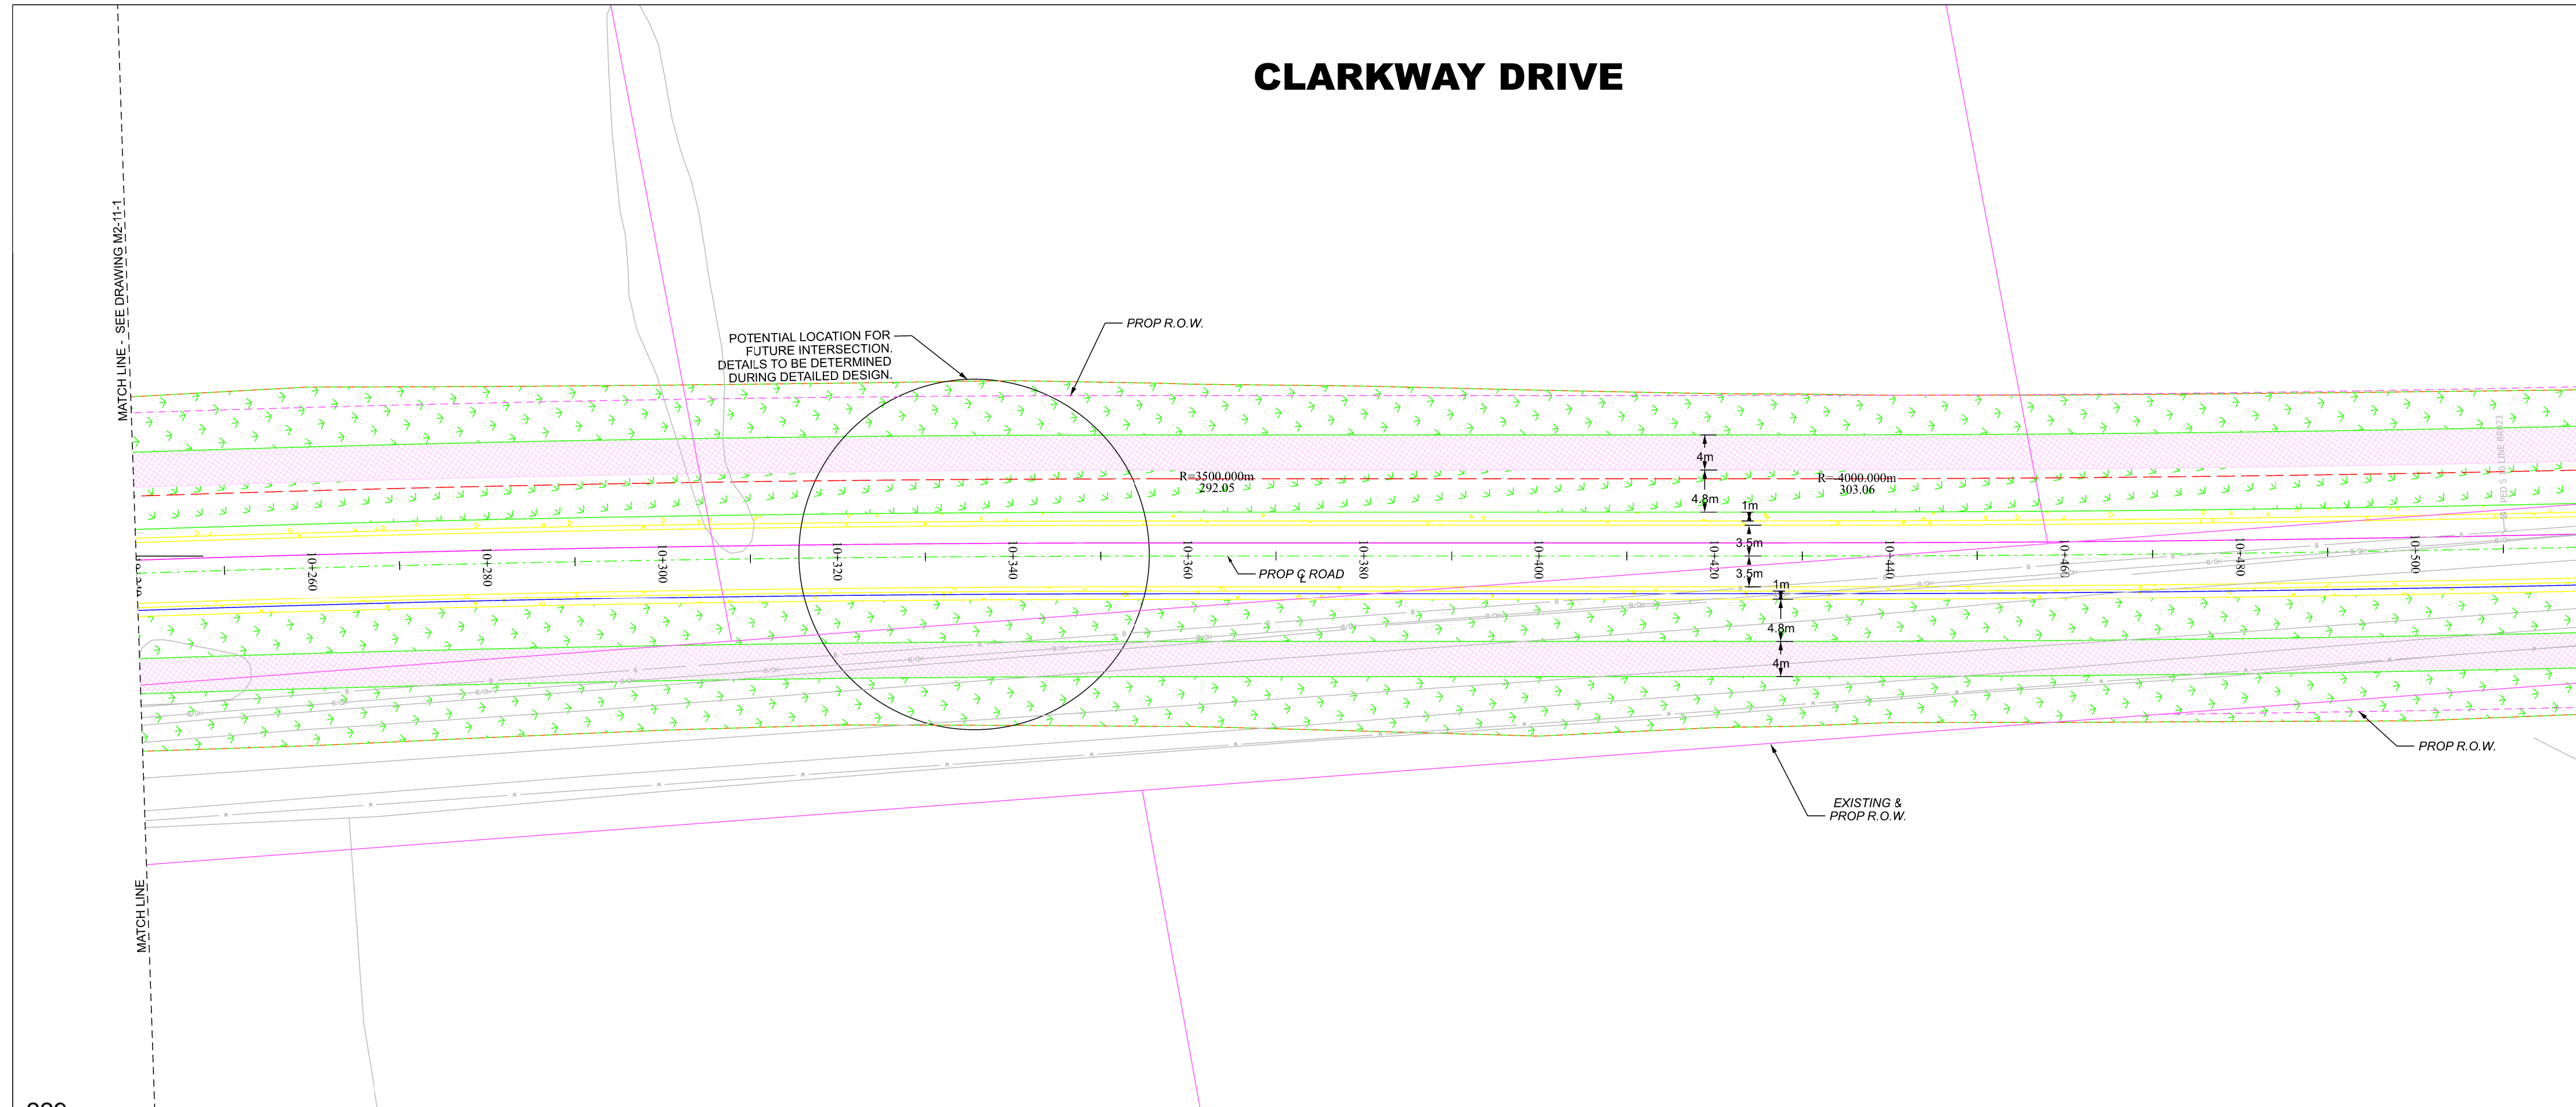 CLARKWAY DRIVE
MATCH LINE - SEE DRAWING M2-11-1
POTENTIAL LOCATION FOR
FUTURE INTERSECTION.
DETAILS TO BE DETERMINED
DURING DETAILED DESIGN.
PROP R.O.W.
R=3500.000m
292.05
R=-4000.000m
303.06
4m
4.8m
1m
3.5m
3.5m
1m
4.8m
4m
10+260
10+280
10+300
10+320
10+340
10+360
10+380
10+400
10+420
10+440
10+460
10+480
10+500
PROP ℄ ROAD
PROP R.O.W.
EXISTING &
PROP R.O.W.
MATCH LINE